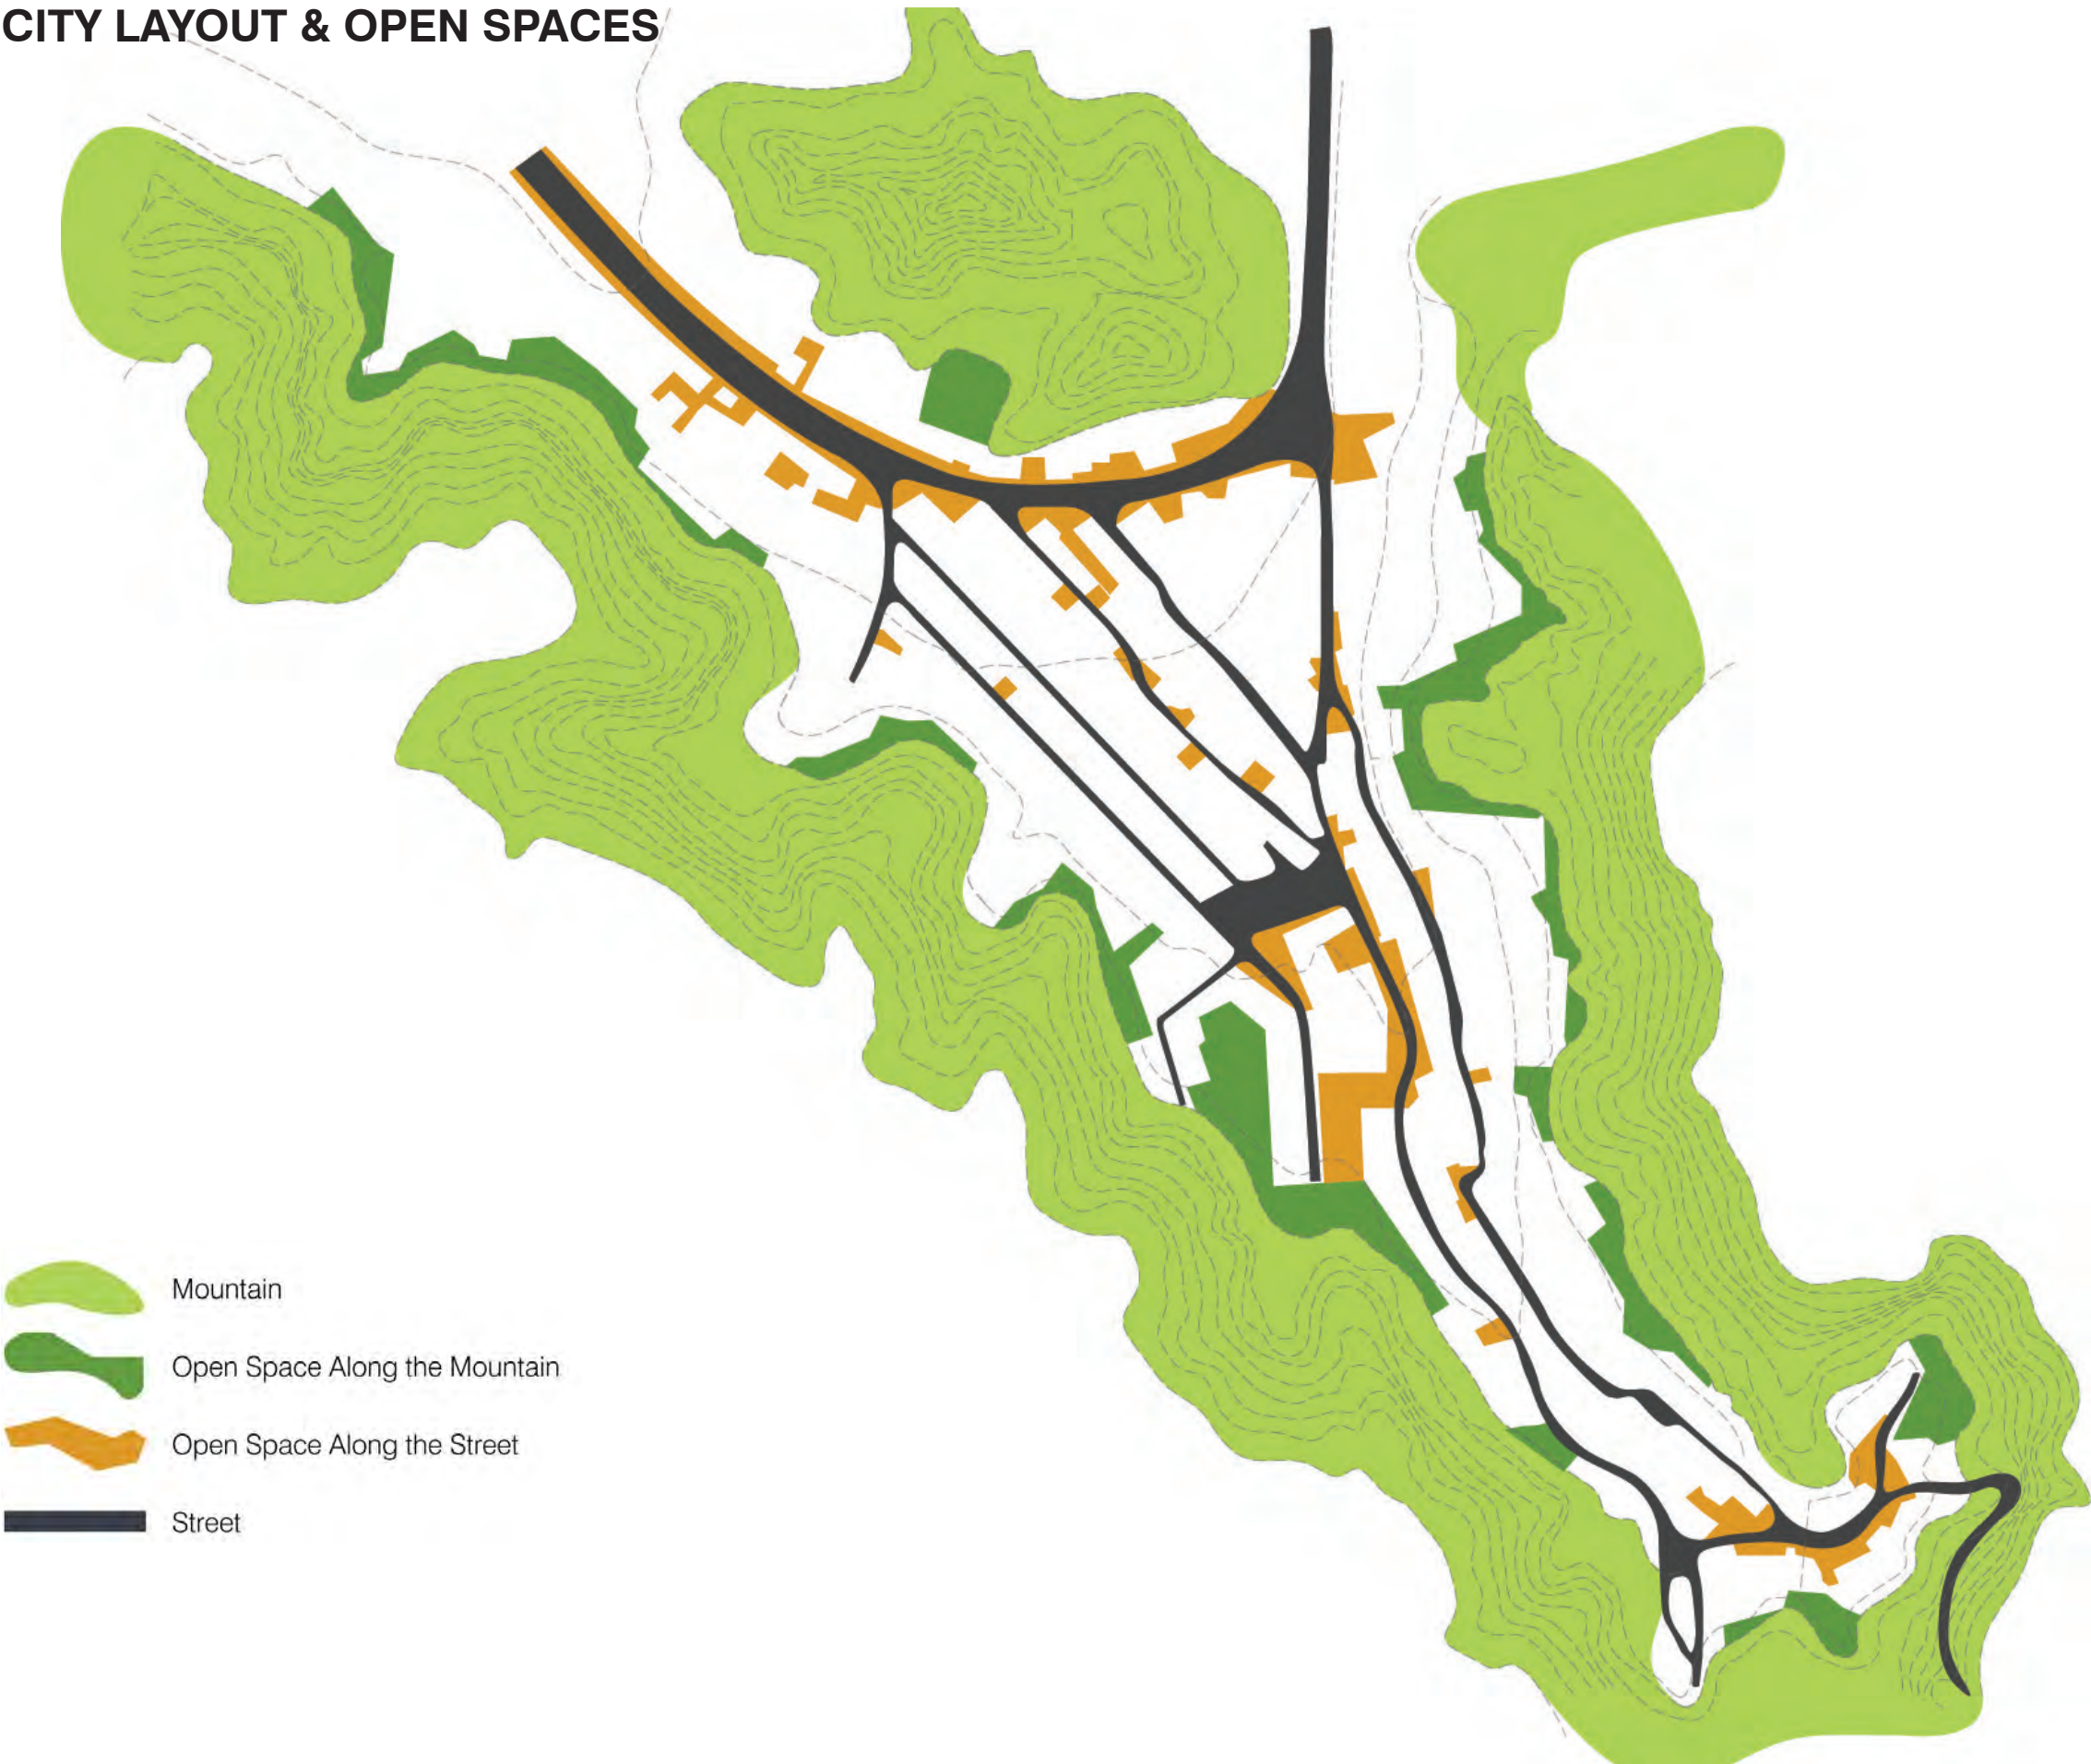 CITY LAYOUT & OPEN SPACES
Mountain
Open Space Along the Mountain
Open Space Along the Street
Street